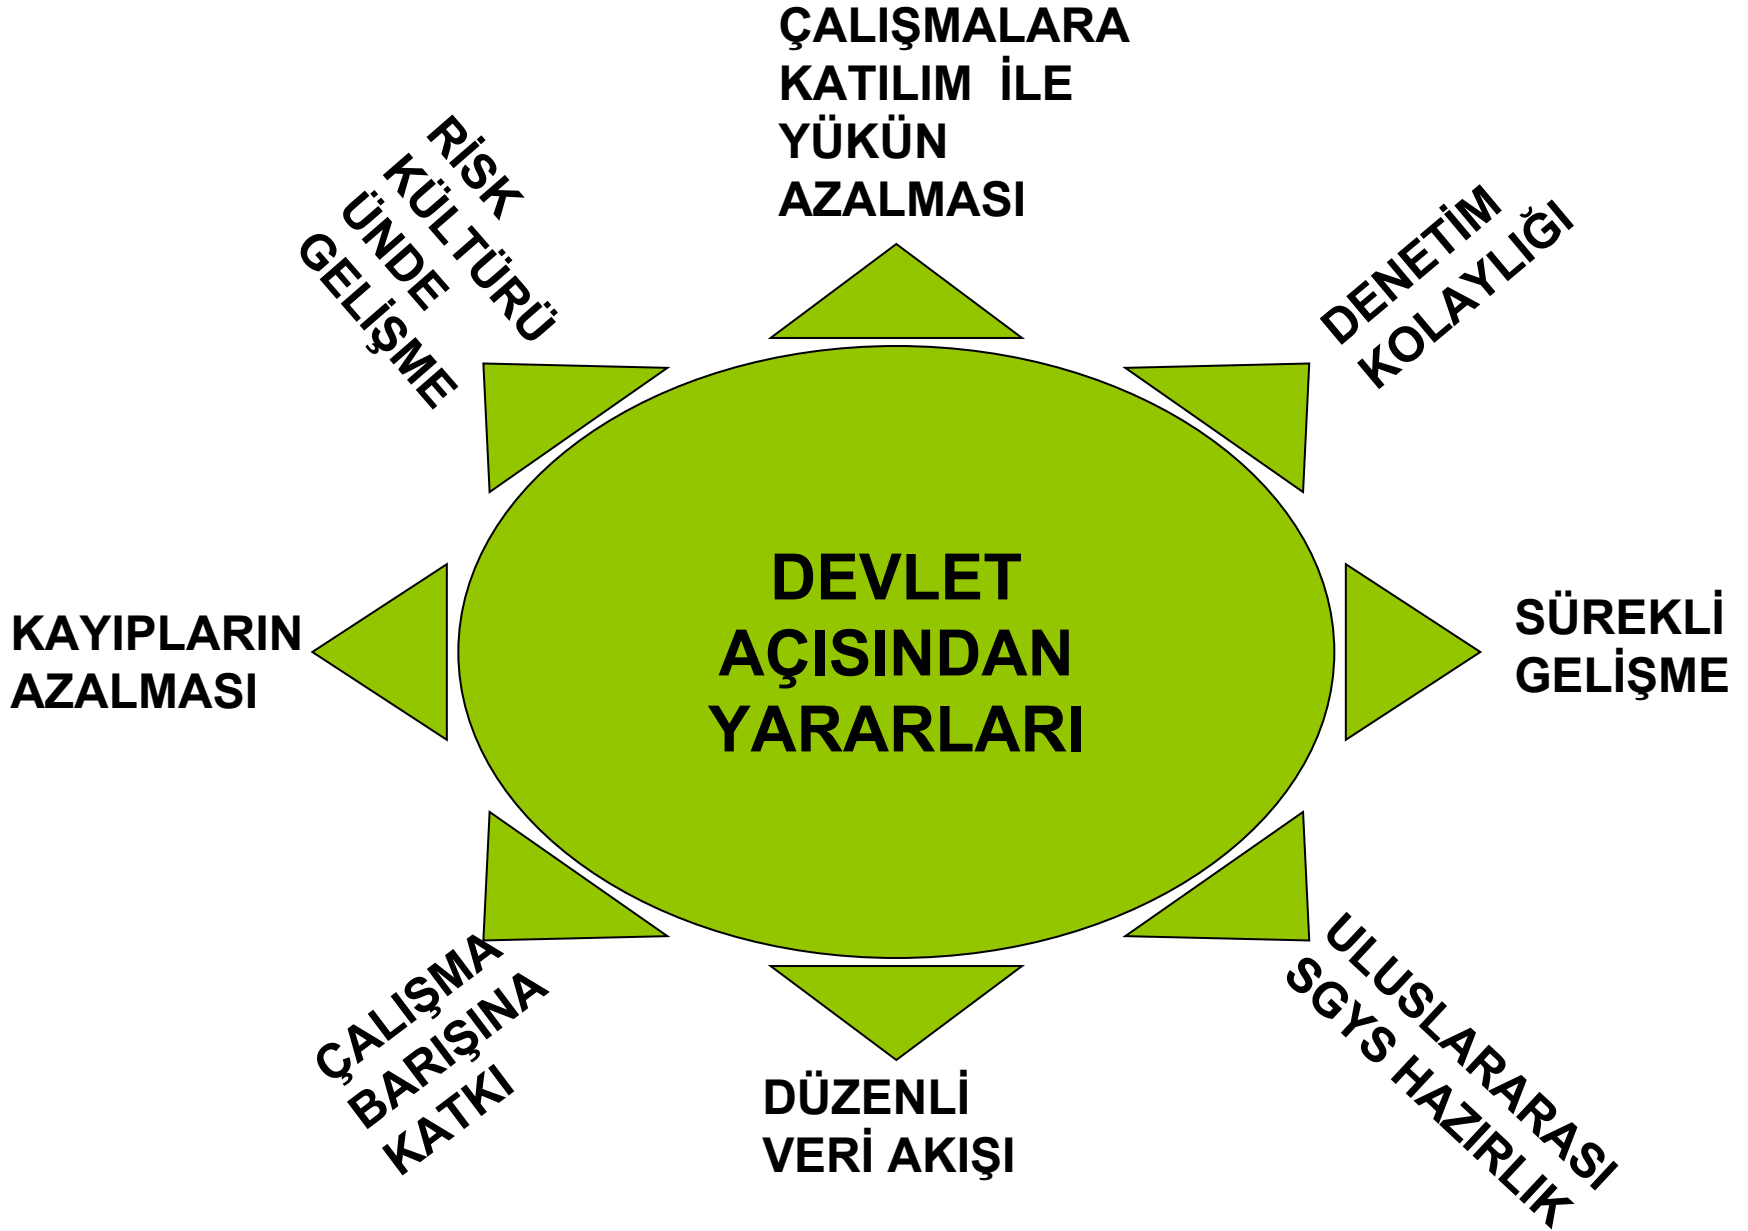 ÇALIŞMALARA
KATILIM İLE
YÜKÜN
AZALMASI
RİSK
KÜLTÜRÜ
ÜNDE
GELİŞME
DENETİM
KOLAYLIĞI
KAYIPLARIN
AZALMASI
DEVLET
AÇISINDAN
YARARLARI
SÜREKLİ
GELİŞME
ÇALIŞMA
BARIŞINA
KATKI
DÜZENLİ
VERİ AKIŞI
ULUSLARARASI
SGYS HAZIRLIK